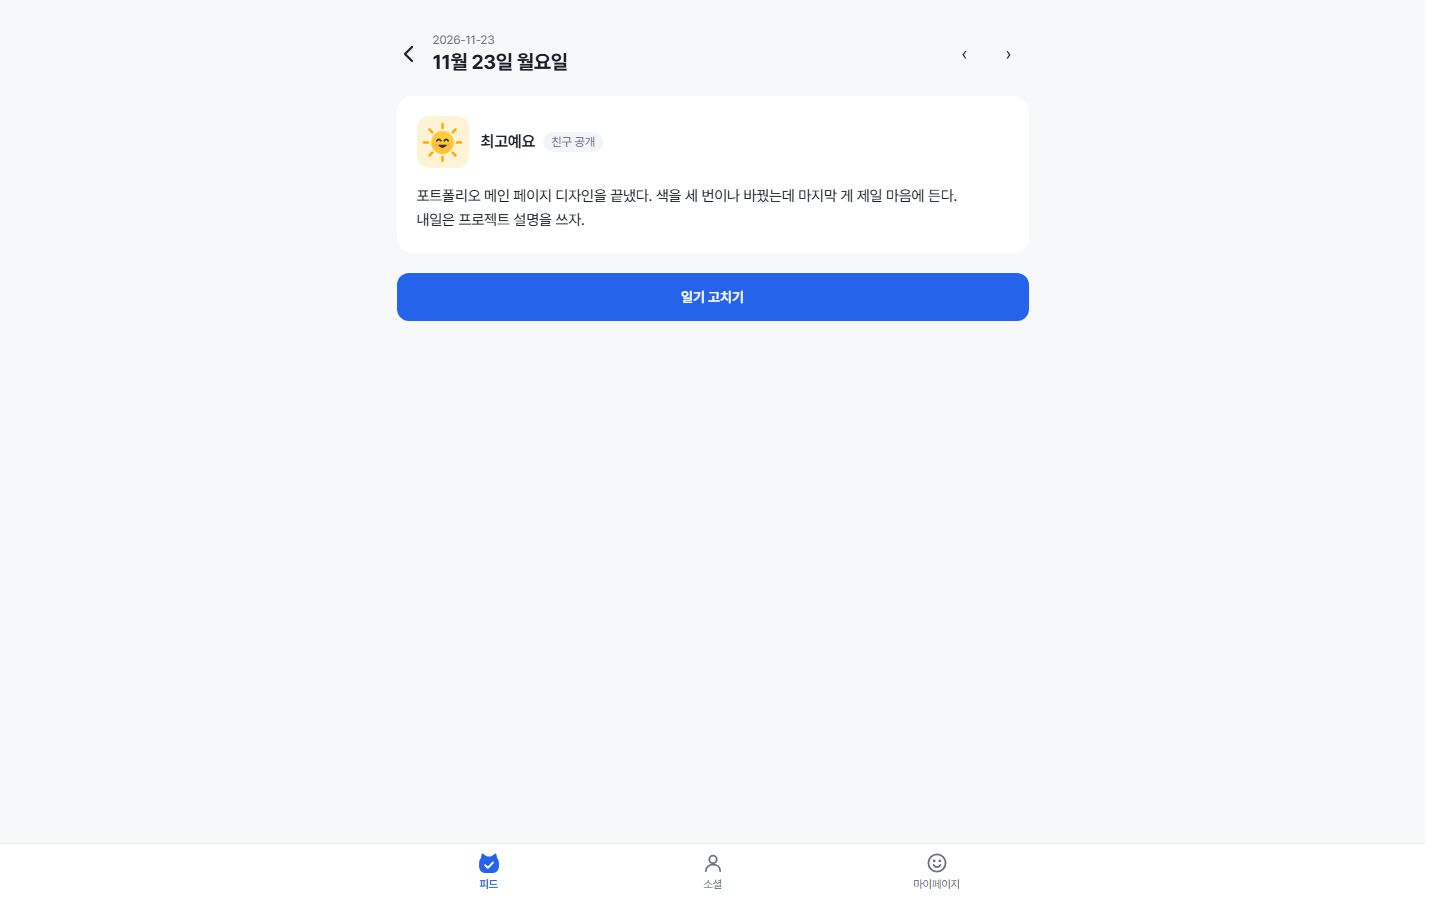 2026-11-23
11월 23일 월요일
최고예요
친구 공개
포트폴리오 메인 페이지 디자인을 끝냈다. 색을 세 번이나 바꿨는데 마지막 게 제일 마음에 든다.
내일은 프로젝트 설명을 쓰자.
일기 고치기
피드
소셜
마이페이지